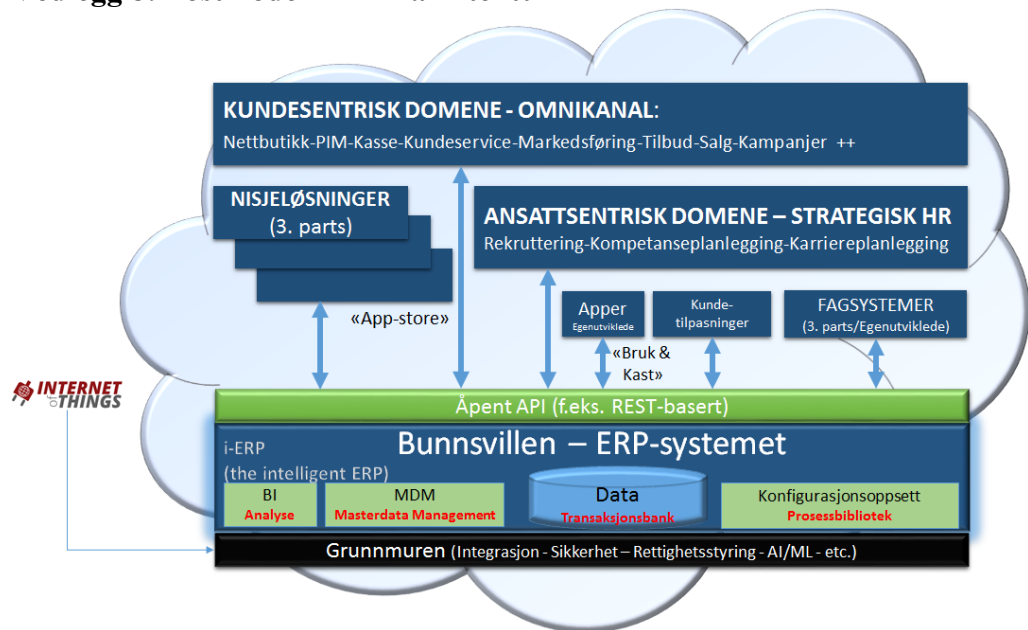 KUNDESENTRISK DOMENE - OMNIKANAL:
Nettbutikk-PIM-Kasse-Kundeservice-Markedsføring-Tilbud-Salg-Kampanjer ++
NISJELØSNINGER
(3. parts)
ANSATTSENTRISK DOMENE – STRATEGISK HR
Rekruttering-Kompetanseplanlegging-Karriereplanlegging
«App-store»
Apper
Egenutviklede
Kunde-
tilpasninger
FAGSYSTEMER
(3. parts/Egenutviklede)
«Bruk &
Kast»
INTERNET
of THINGS
Åpent API (f.eks. REST-basert)
Bunnsvillen – ERP-systemet
i-ERP
(the intelligent ERP)
BI
Analyse
MDM
Masterdata Management
Data
Transaksjonsbank
Konfigurasjonsoppsett
Prosessbibliotek
Grunnmuren (Integrasjon - Sikkerhet – Rettighetsstyring - AI/ML - etc.)